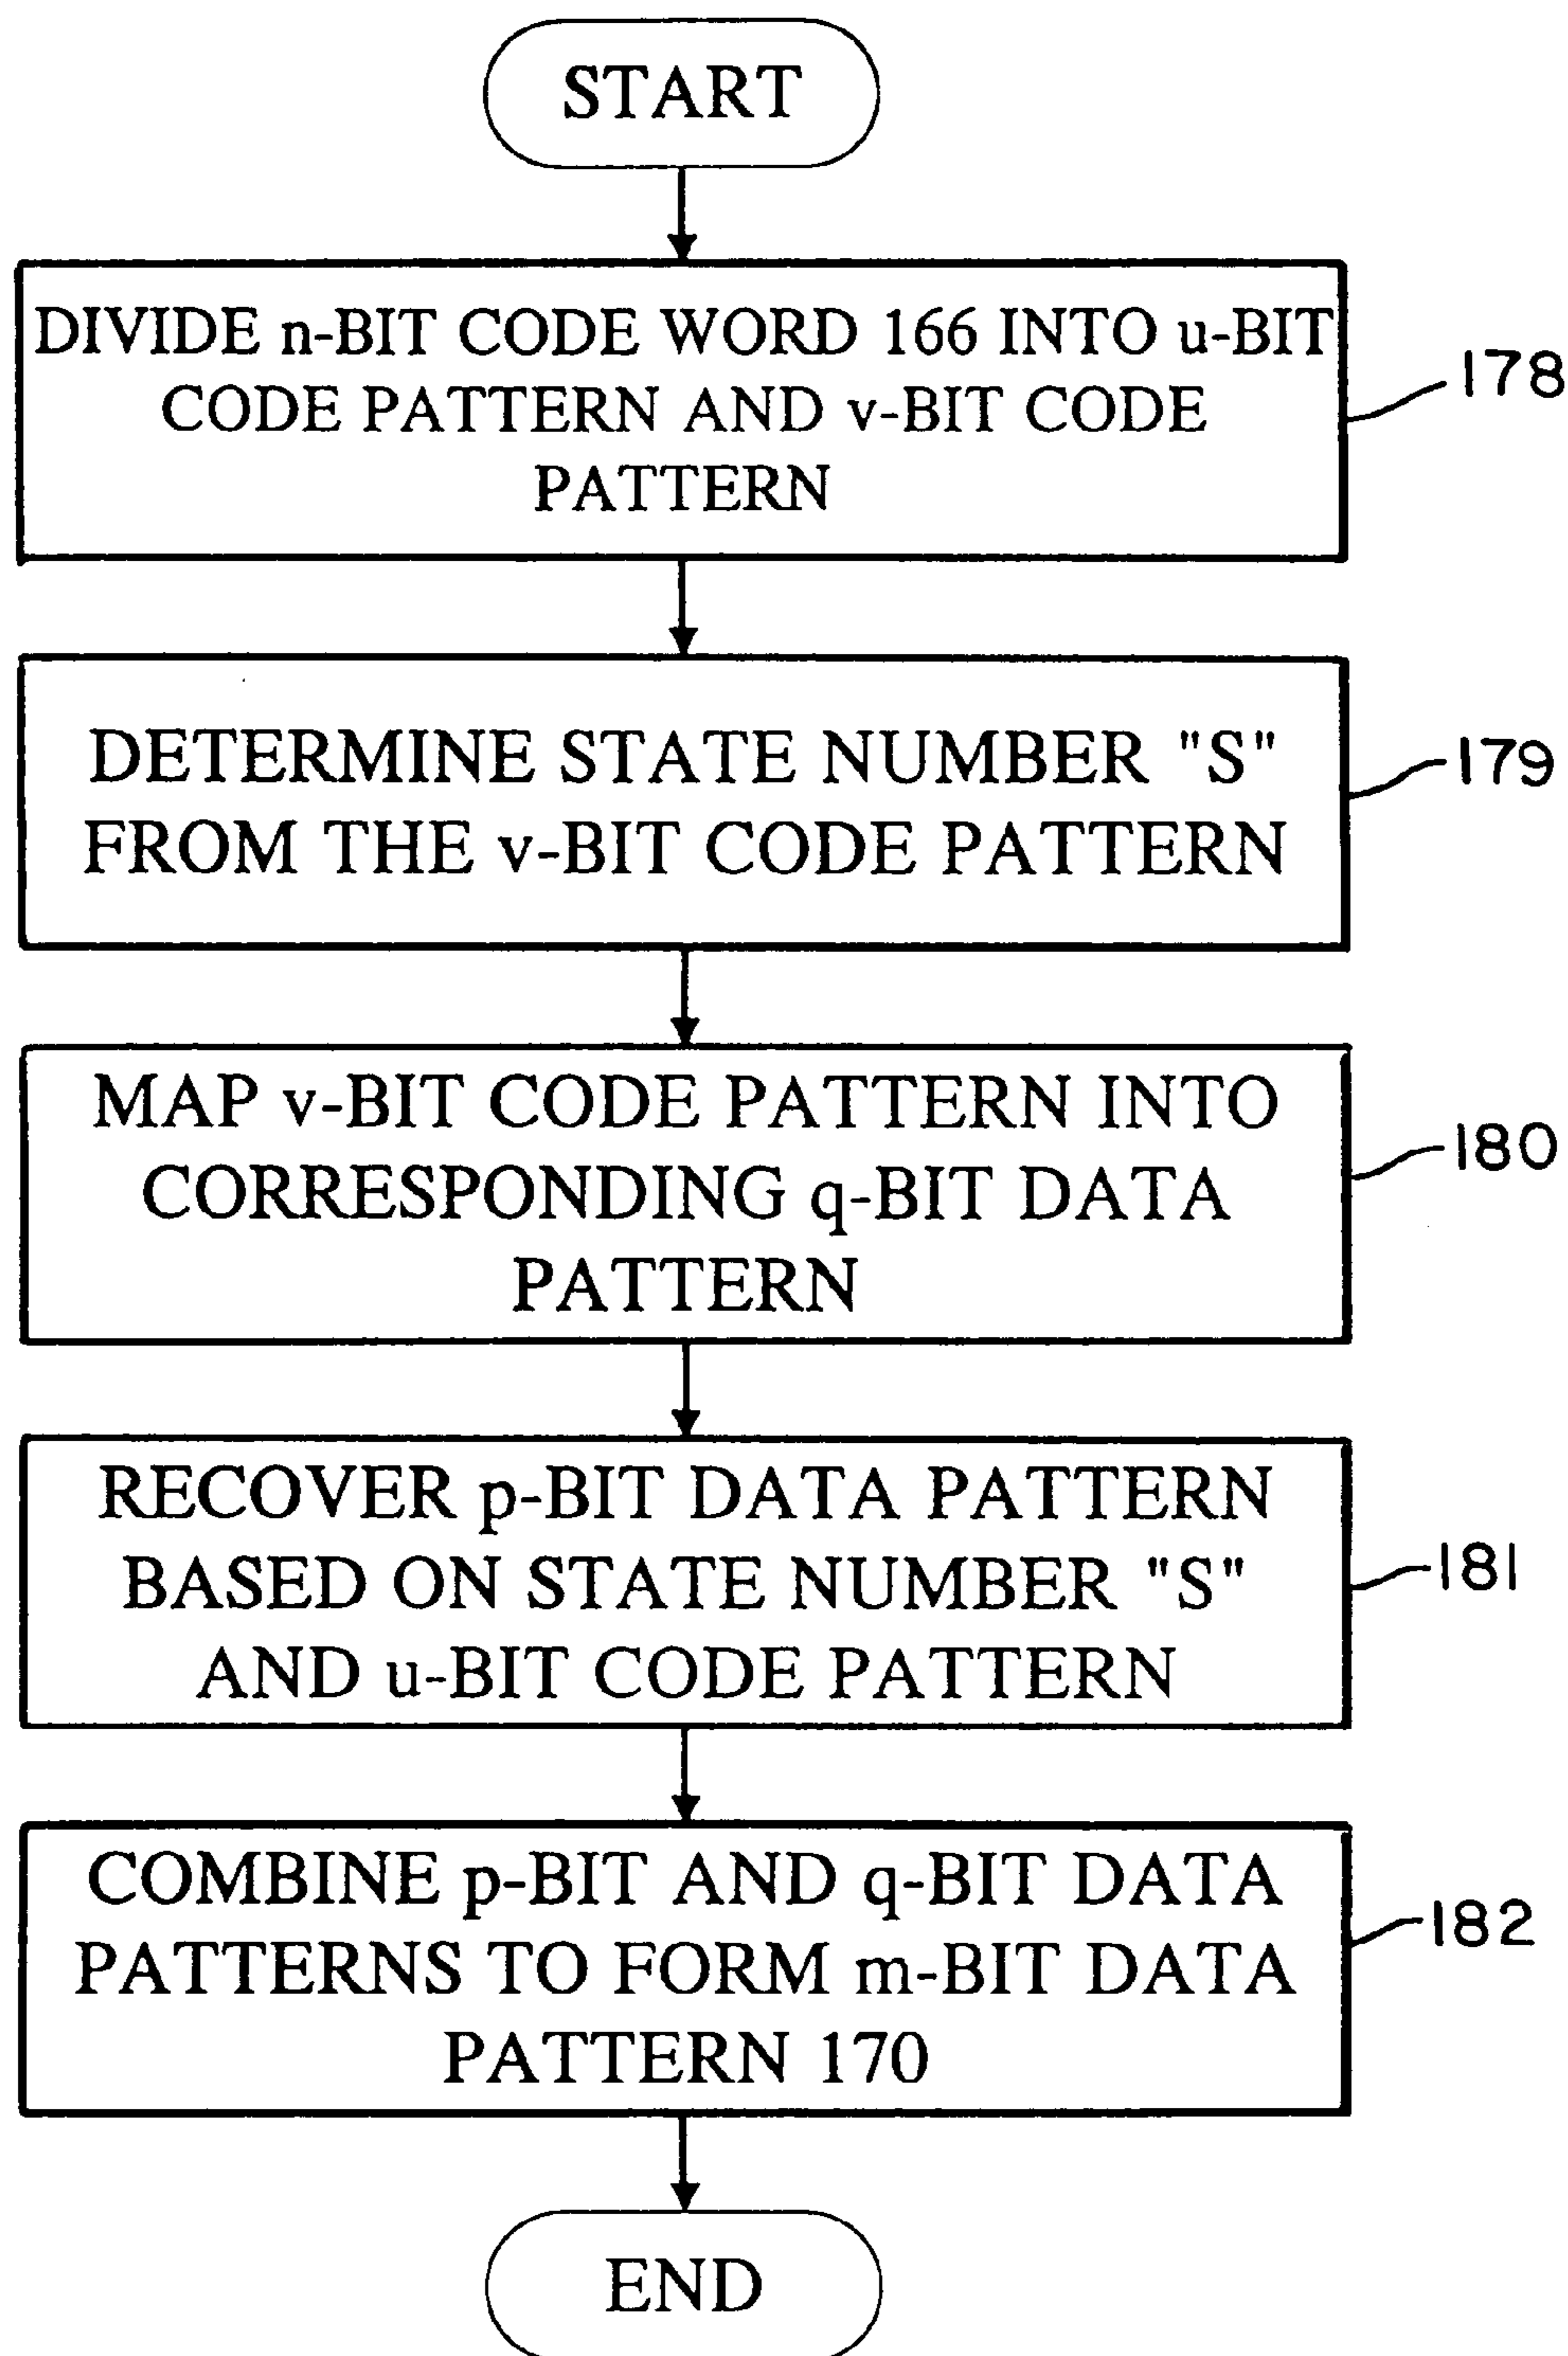 START
DIVIDE n-BIT CODE WORD 166 INTO u-BIT
CODE PATTERN AND v-BIT CODE
PATTERN
178
DETERMINE STATE NUMBER "S"
FROM THE v-BIT CODE PATTERN
179
MAP v-BIT CODE PATTERN INTO
CORRESPONDING q-BIT DATA
PATTERN
180
RECOVER p-BIT DATA PATTERN
BASED ON STATE NUMBER "S"
AND u-BIT CODE PATTERN
181
COMBINE p-BIT AND q-BIT DATA
PATTERNS TO FORM m-BIT DATA
PATTERN 170
182
END